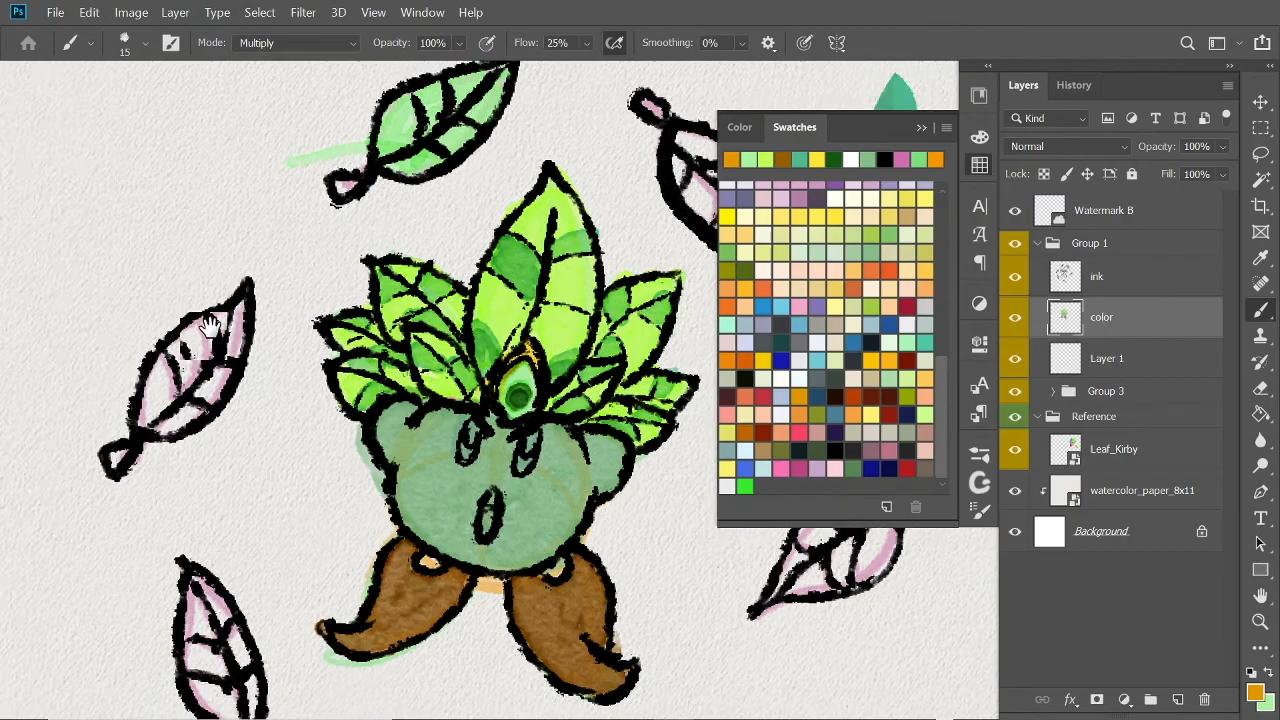 Ps File Edit Image Layer Type Select Filter 3D View Window Help
15 Mode: Multiply Opacity: 100% Flow: 25% Smoothing: 0%
Color Swatches
Layers History
Kind
Normal Opacity: 100%
Lock: Fill: 100%
Watermark B
Group 1
ink
color
Layer 1
Group 3
Reference
Leaf_Kirby
watercolor_paper_8x11
Background
fx